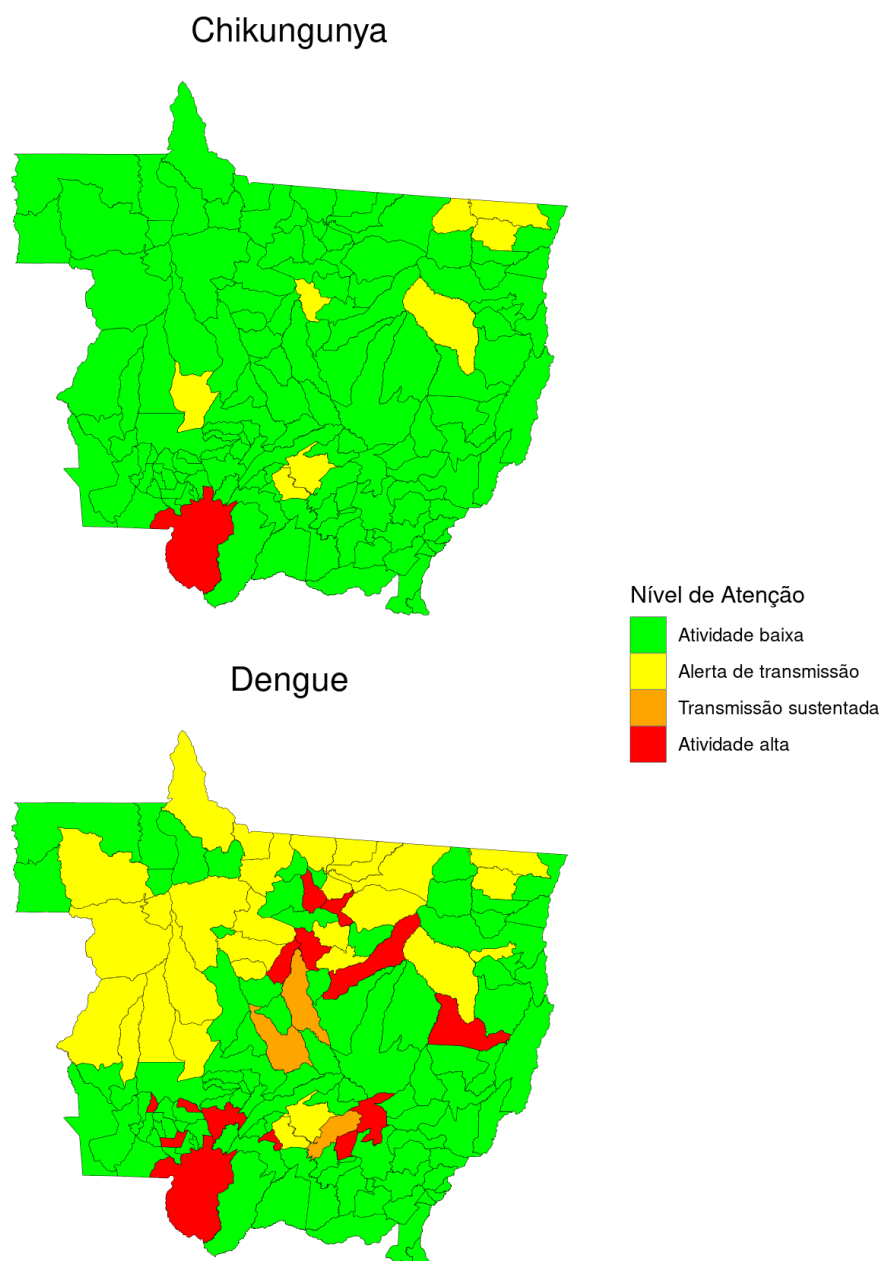 Chikungunya
Nível de Atenção
Atividade baixa
Alerta de transmissão
Transmissão sustentada
Atividade alta
Dengue